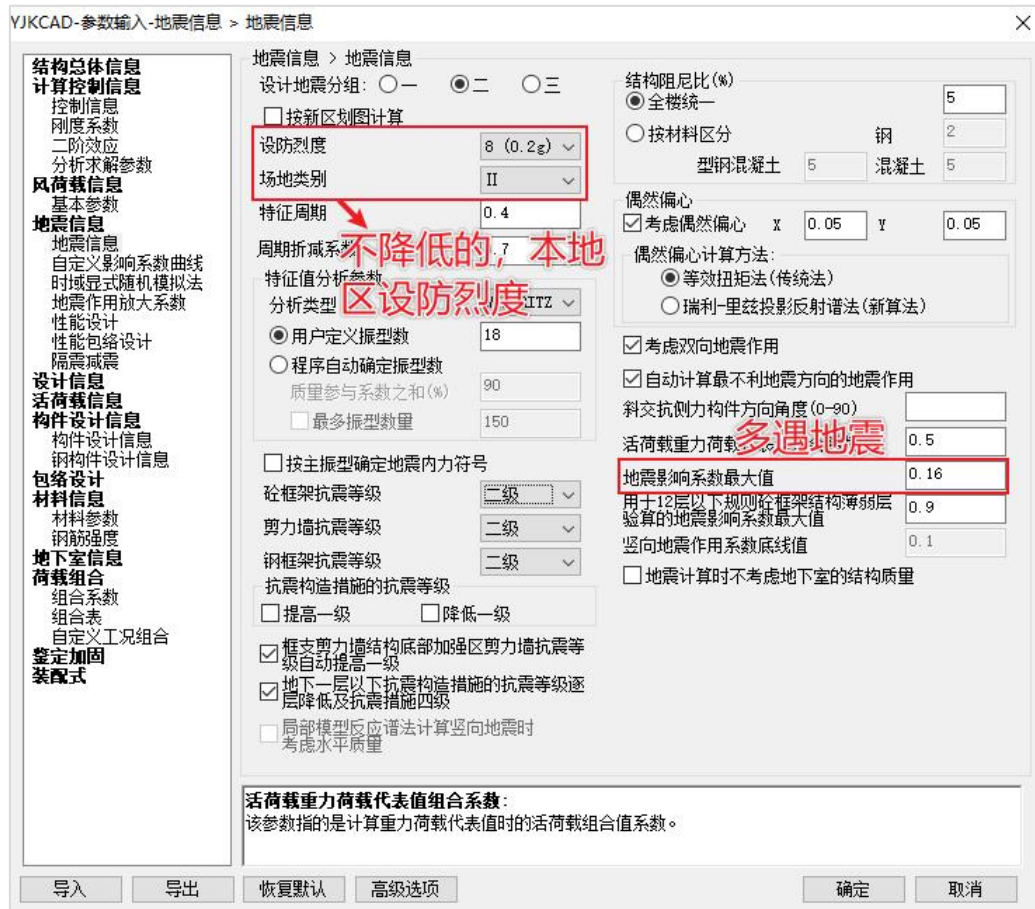 YJKCAD-参数输入-地震信息 > 地震信息
结构总体信息
计算控制信息
控制信息
刚度系数
二阶效应
分析求解参数
风荷载信息
基本参数
地震信息
地震信息
自定义影响系数曲线
时域显式随机模拟法
地震作用放大系数
性能设计
性能包络设计
隔震减震
设计信息
活荷载信息
构件设计信息
构件设计信息
钢构件设计信息
包络设计
材料信息
材料参数
钢筋强度
地下室信息
荷载组合
组合系数
组合表
自定义工况组合
鉴定加固
装配式
地震信息 > 地震信息
设计地震分组: 一 二 三
按新区划图计算
设防烈度 8 (0.2g)
场地类别 II
特征周期 0.4
周期折减系数
不降低的，本地
区设防烈度
特征值分析参数
分析类型
用户定义振型数 18
程序自动确定振型数
质量参与系数之和(%) 90
最多振型数量 150
按主振型确定地震内力符号
砼框架抗震等级 二级
剪力墙抗震等级 二级
钢框架抗震等级 二级
抗震构造措施的抗震等级
提高一级 降低一级
框支剪力墙结构底部加强区剪力墙抗震等
级自动提高一级
地下一层以下抗震构造措施的抗震等级逐
层降低及抗震措施四级
局部模型反应谱法计算竖向地震时
考虑水平质量
结构阻尼比(%)
全楼统一 5
按材料区分 钢 2
型钢混凝土 5 混凝土 5
偶然偏心
考虑偶然偏心 X 0.05 Y 0.05
偶然偏心计算方法:
等效扭矩法(传统法)
瑞利-里兹投影反射谱法(新算法)
考虑双向地震作用
自动计算最不利地震方向的地震作用
斜交抗侧力构件方向角度(0-90)
活荷载重力荷载 0.5
多遇地震
地震影响系数最大值 0.16
用于12层以下规则砼框架结构薄弱层
验算的地震影响系数最大值 0.9
竖向地震作用系数底线值 0.1
地震计算时不考虑地下室的结构质量
活荷载重力荷载代表值组合系数:
该参数指的是计算重力荷载代表值时的活荷载组合值系数。
导入 导出 恢复默认 高级选项 确定 取消